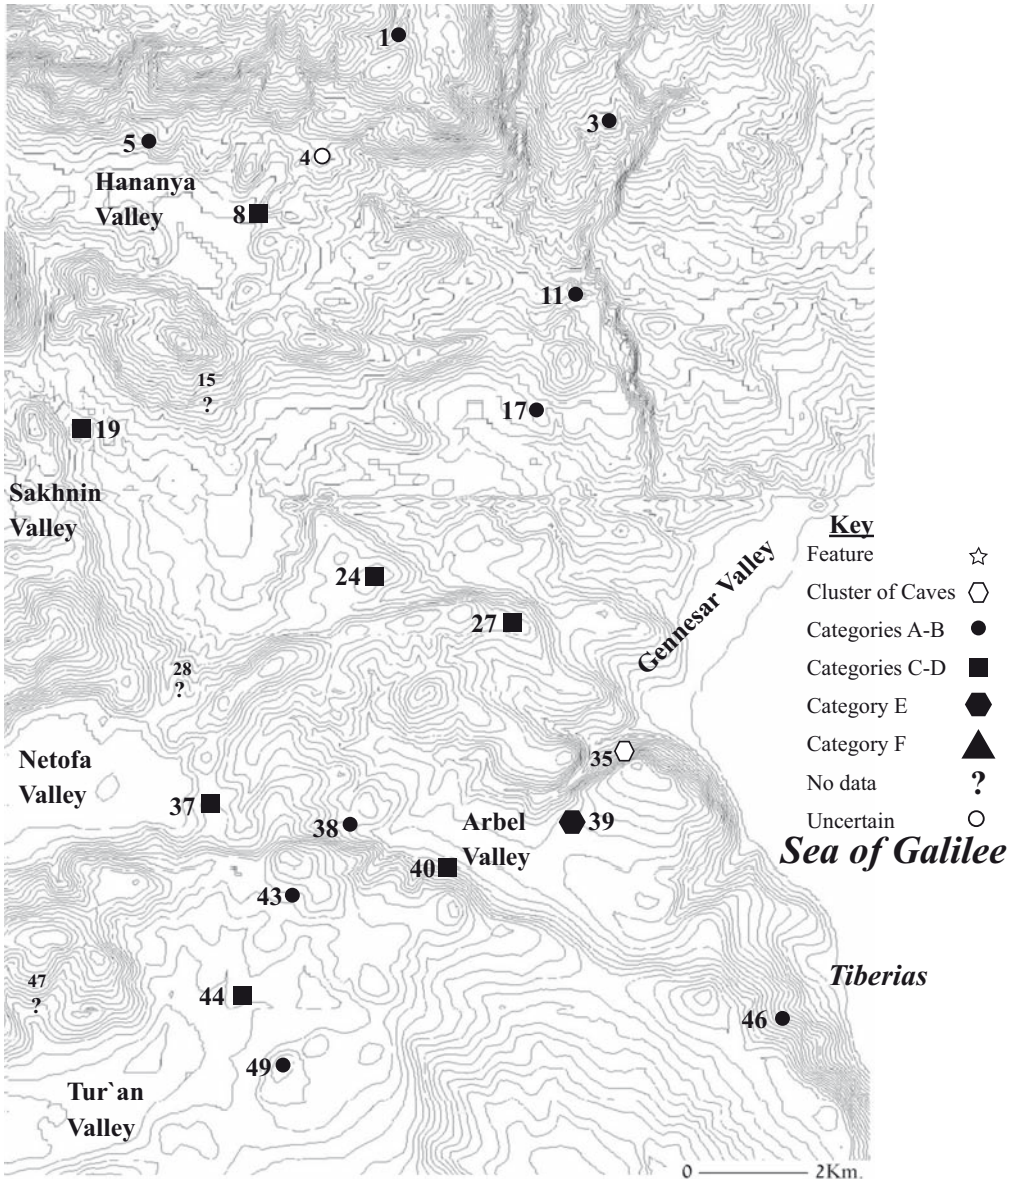 1
3
5
4
Hananya
Valley
8
11
15
?
17
19
Sakhnin
Valley
24
27
Gennesar Valley
28
?
35
Netofa
Valley
37
38
Arbel
Valley
39
40
43
44
47
?
46
49
Tur`an
Valley
Key
Feature
Cluster of Caves
Categories A-B
Categories C-D
Category E
Category F
No data ?
Uncertain
Sea of Galilee
Tiberias
0 2Km.